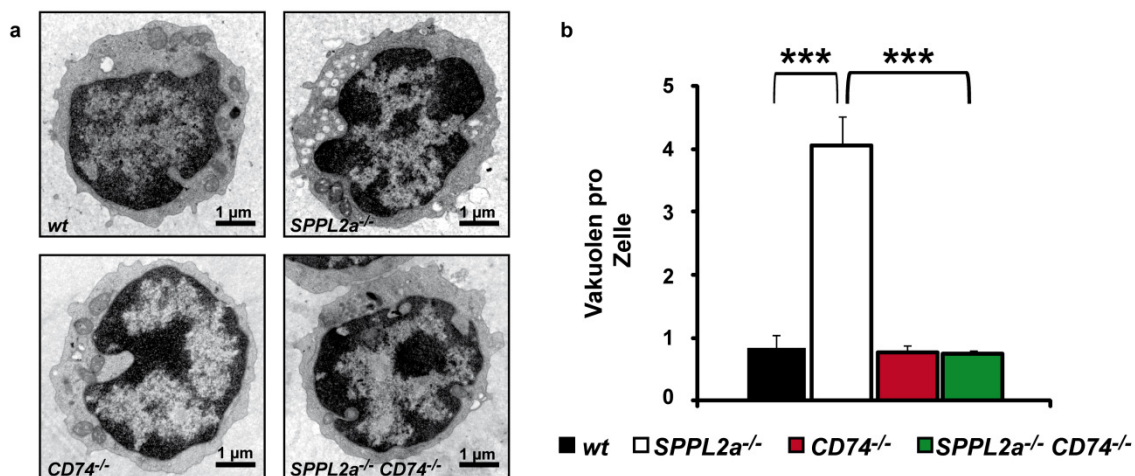 a
wt
1 µm
SPPL2a-/-
1 µm
CD74-/-
1 µm
SPPL2a-/- CD74-/-
1 µm
b
***
***
Vakuolen pro
Zelle
5
4
3
2
1
0
wt SPPL2a-/- CD74-/- SPPL2a-/- CD74-/-